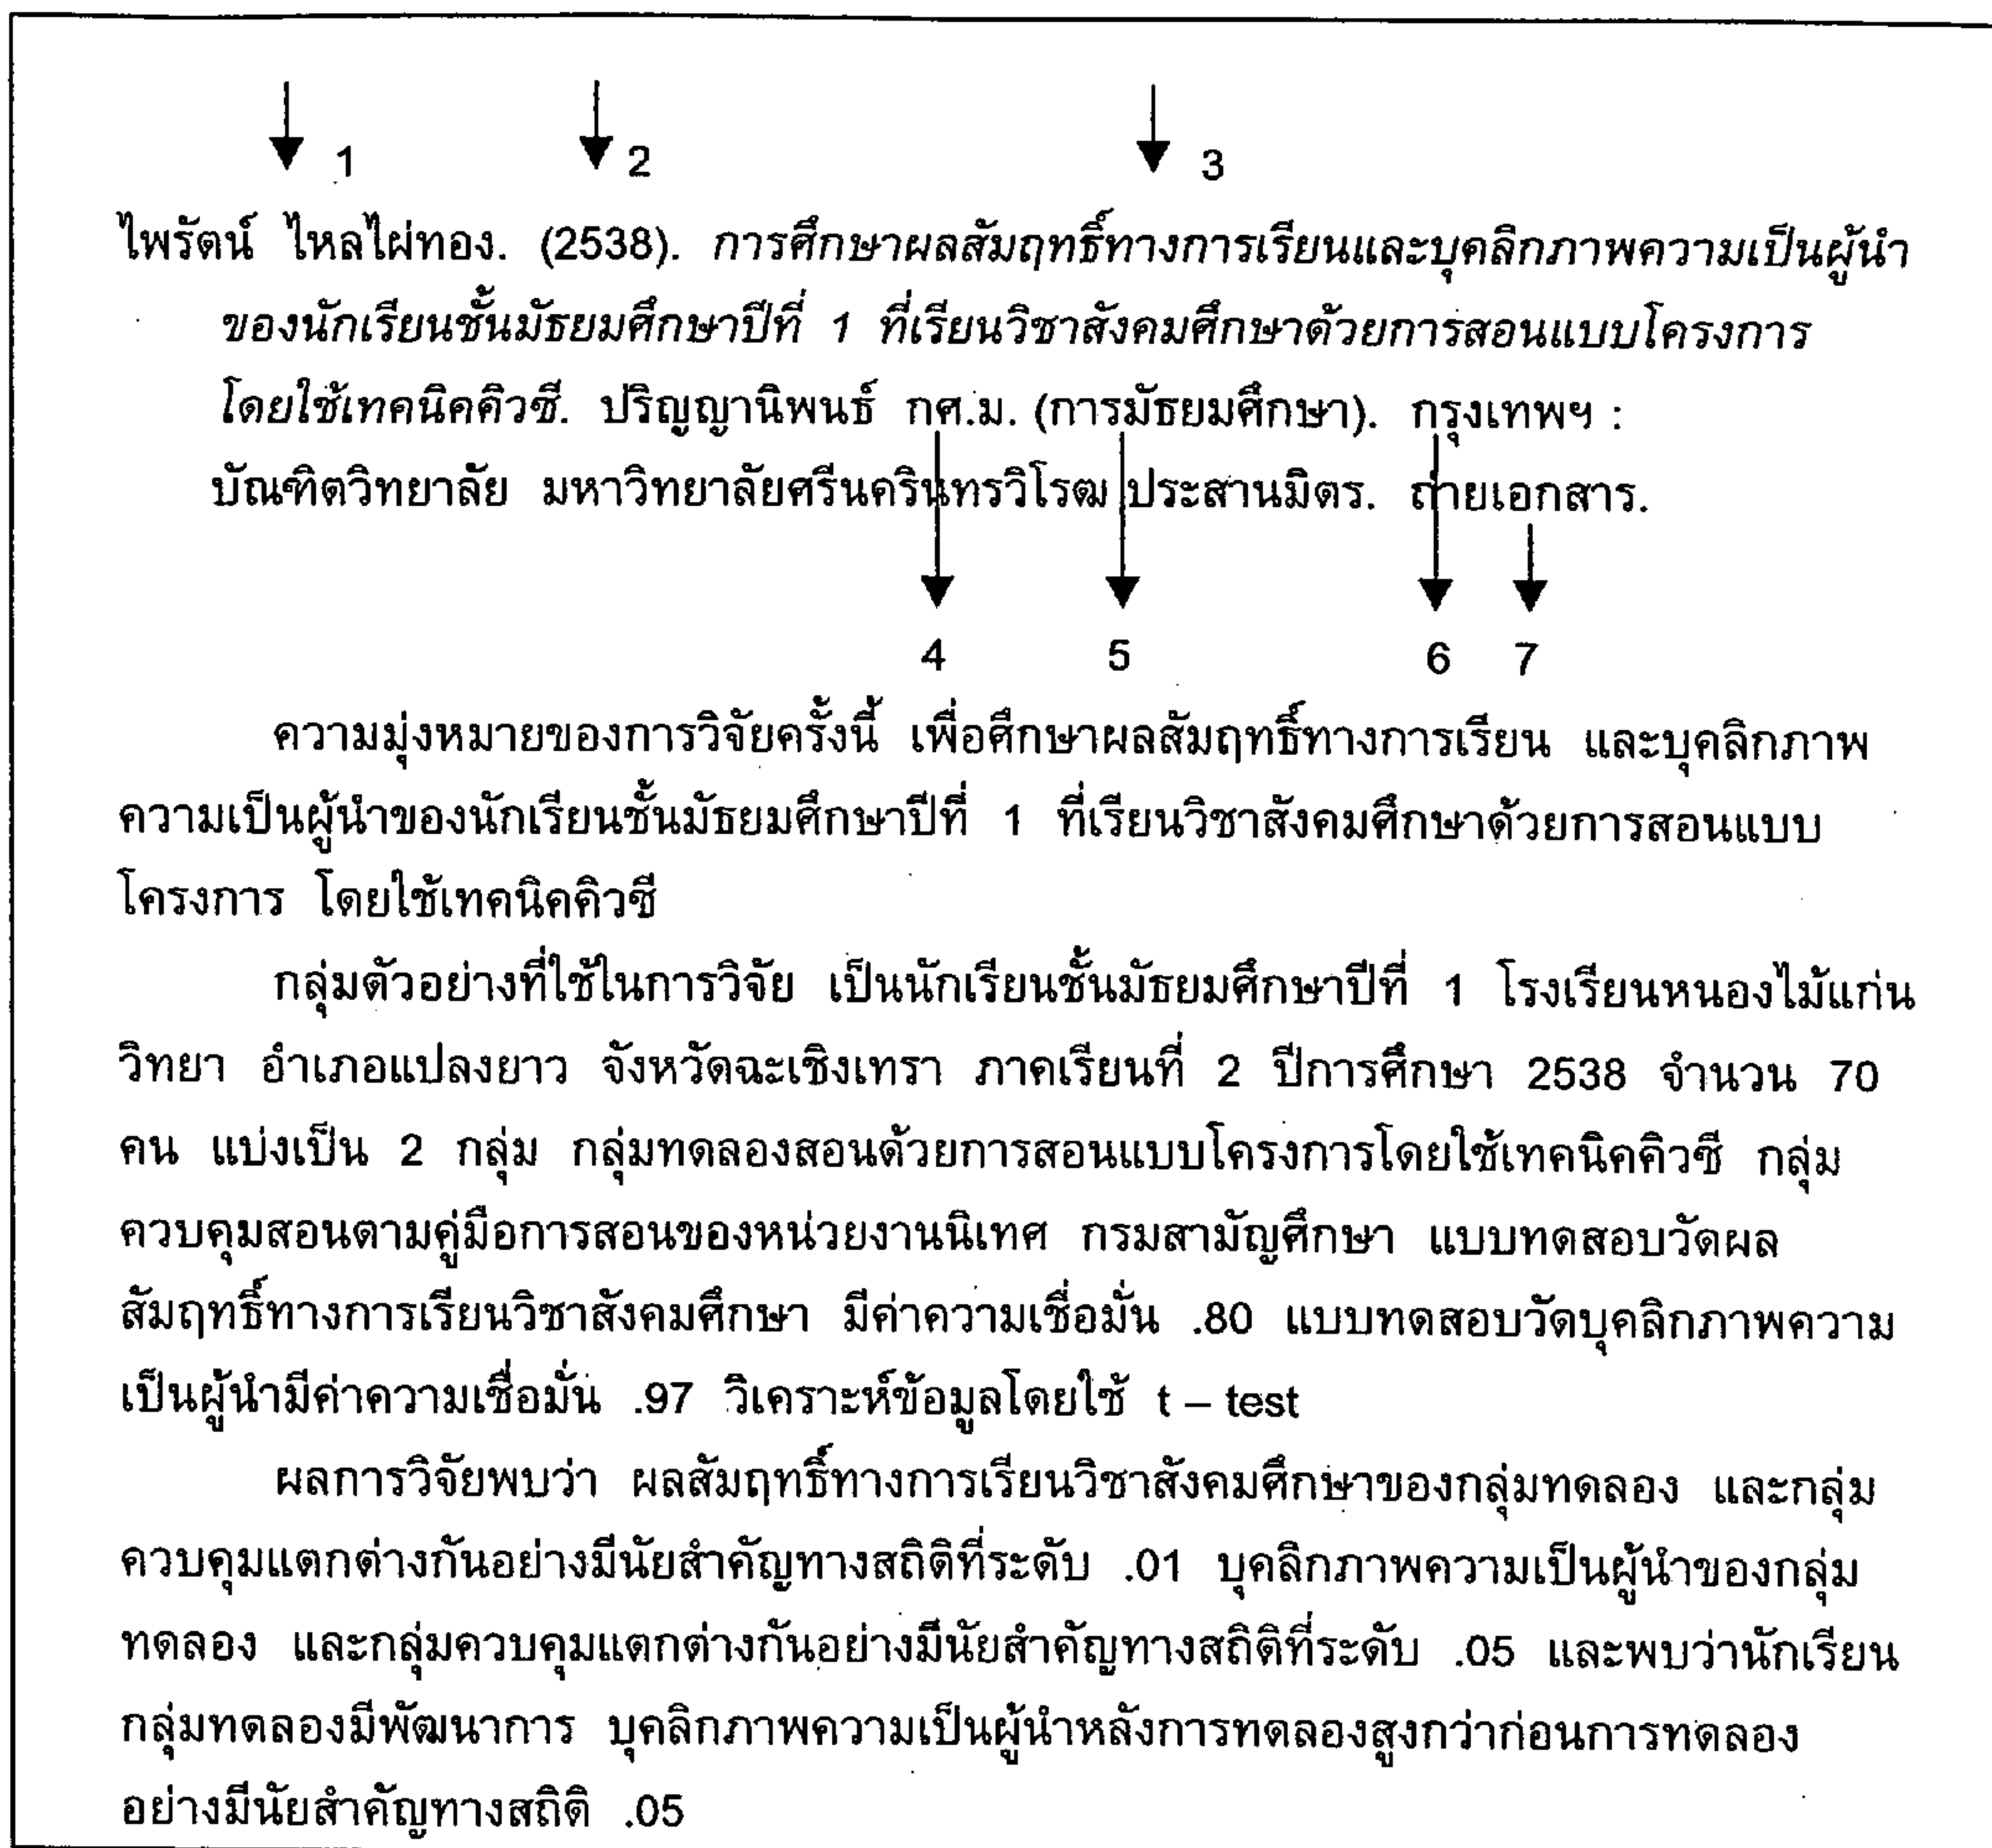 1 2 3
ไพรัตน์ ไหลไผ่ทอง. (2538). การศึกษาผลสัมฤทธิ์ทางการเรียนและบุคลิกภาพความเป็นผู้นำ
ของนักเรียนชั้นมัธยมศึกษาปีที่ 1 ที่เรียนวิชาสังคมศึกษาด้วยการสอนแบบโครงการ
โดยใช้เทคนิคคิวซี. ปริญญานิพนธ์ กศ.ม. (การมัธยมศึกษา). กรุงเทพฯ :
บัณฑิตวิทยาลัย มหาวิทยาลัยศรีนครินทรวิโรฒ ประสานมิตร. ถ่ายเอกสาร.
4 5 6 7
ความมุ่งหมายของการวิจัยครั้งนี้ เพื่อศึกษาผลสัมฤทธิ์ทางการเรียน และบุคลิกภาพ
ความเป็นผู้นำของนักเรียนชั้นมัธยมศึกษาปีที่ 1 ที่เรียนวิชาสังคมศึกษาด้วยการสอนแบบ
โครงการ โดยใช้เทคนิคคิวซี
กลุ่มตัวอย่างที่ใช้ในการวิจัย เป็นนักเรียนชั้นมัธยมศึกษาปีที่ 1 โรงเรียนหนองไม้แก่น
วิทยา อำเภอแปลงยาว จังหวัดฉะเชิงเทรา ภาคเรียนที่ 2 ปีการศึกษา 2538 จำนวน 70
คน แบ่งเป็น 2 กลุ่ม กลุ่มทดลองสอนด้วยการสอนแบบโครงการโดยใช้เทคนิคคิวซี กลุ่ม
ควบคุมสอนตามคู่มือการสอนของหน่วยงานนิเทศ กรมสามัญศึกษา แบบทดสอบวัดผล
สัมฤทธิ์ทางการเรียนวิชาสังคมศึกษา มีค่าความเชื่อมั่น .80 แบบทดสอบวัดบุคลิกภาพความ
เป็นผู้นำมีค่าความเชื่อมั่น .97 วิเคราะห์ข้อมูลโดยใช้ t – test
ผลการวิจัยพบว่า ผลสัมฤทธิ์ทางการเรียนวิชาสังคมศึกษาของกลุ่มทดลอง และกลุ่ม
ควบคุมแตกต่างกันอย่างมีนัยสำคัญทางสถิติที่ระดับ .01 บุคลิกภาพความเป็นผู้นำของกลุ่ม
ทดลอง และกลุ่มควบคุมแตกต่างกันอย่างมีนัยสำคัญทางสถิติที่ระดับ .05 และพบว่านักเรียน
กลุ่มทดลองมีพัฒนาการ บุคลิกภาพความเป็นผู้นำหลังการทดลองสูงกว่าก่อนการทดลอง
อย่างมีนัยสำคัญทางสถิติ .05